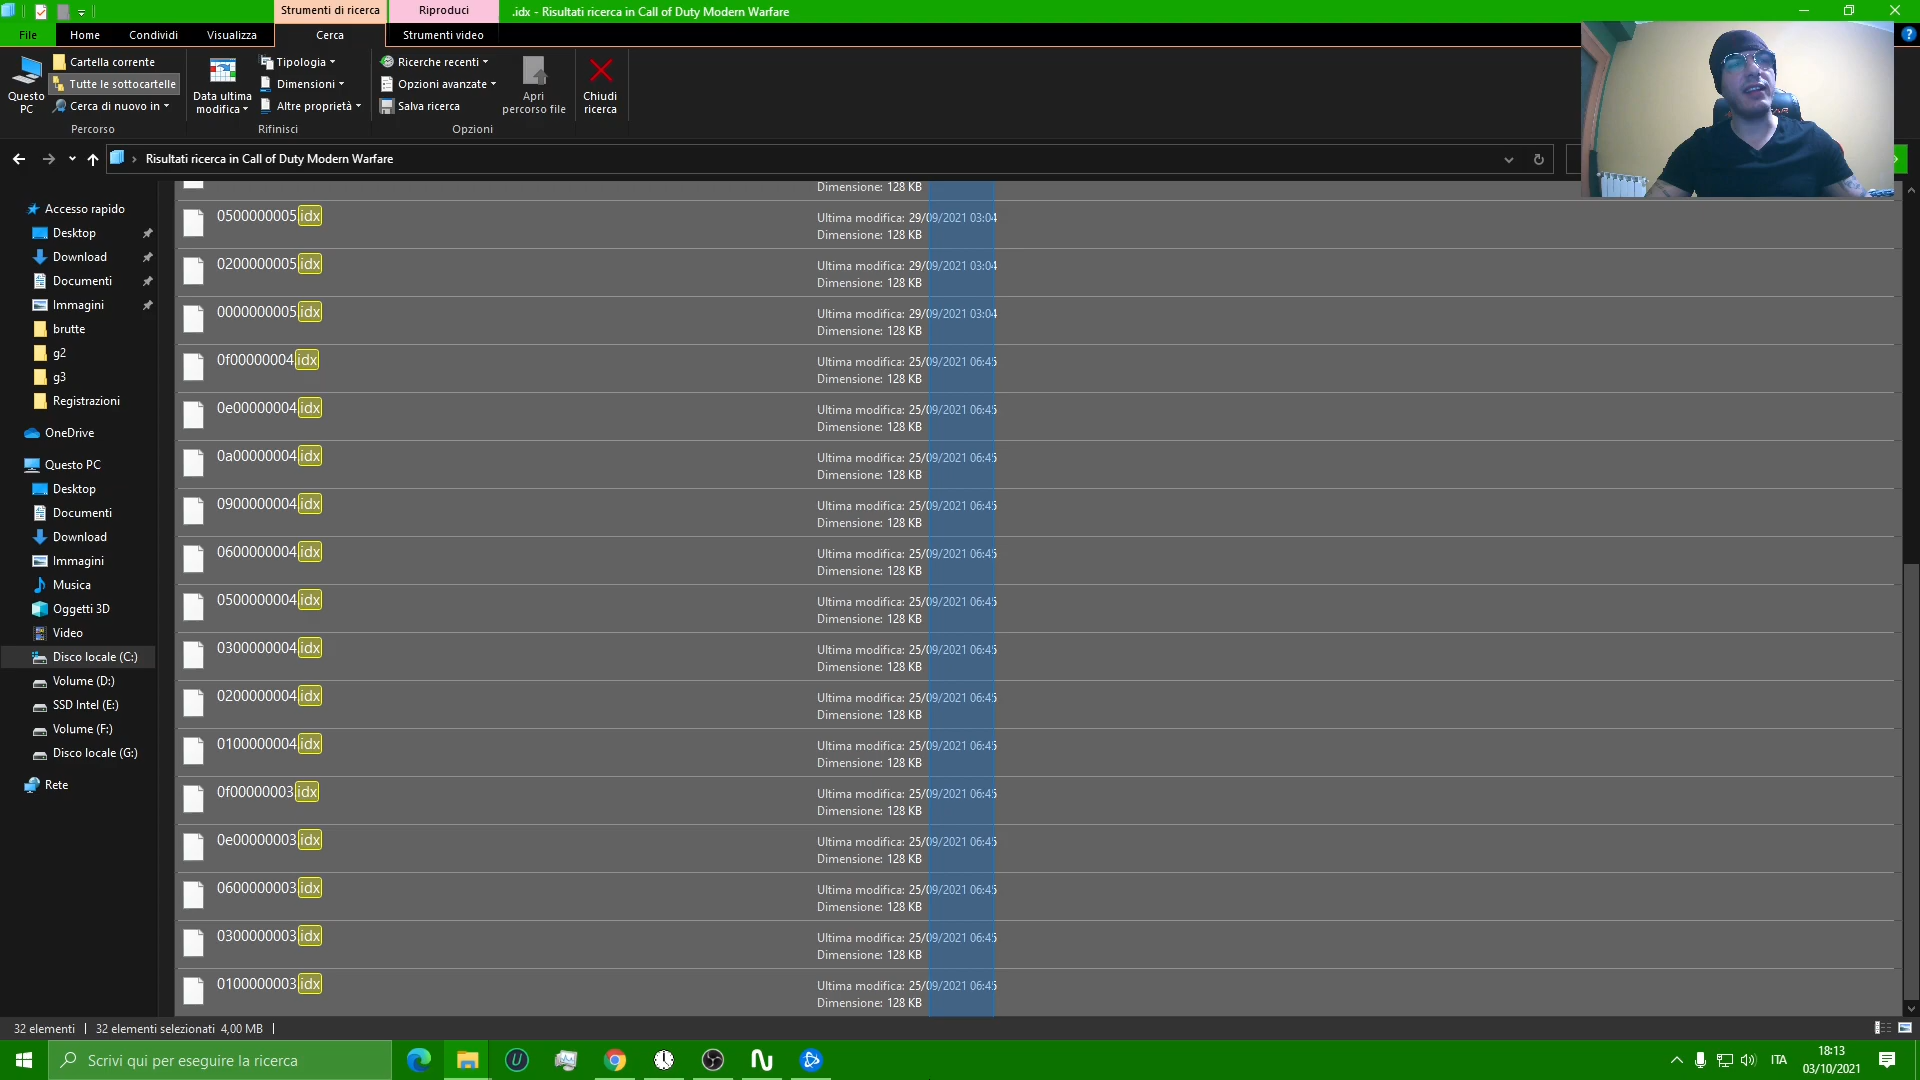 Strumenti di ricerca
Riproduci
.idx - Risultati ricerca in Call of Duty Modern Warfare
File
Home
Condividi
Visualizza
Cerca
Strumenti video
Questo PC
Cartella corrente
Tutte le sottocartelle
Cerca di nuovo in
Percorso
Data ultima modifica
Tipologia
Dimensioni
Altre proprietà
Rifinisci
Ricerche recenti
Opzioni avanzate
Salva ricerca
Apri percorso file
Opzioni
Chiudi ricerca
Risultati ricerca in Call of Duty Modern Warfare
Accesso rapido
Desktop
Download
Documenti
Immagini
brutte
g2
g3
Registrazioni
OneDrive
Questo PC
Desktop
Documenti
Download
Immagini
Musica
Oggetti 3D
Video
Disco locale (C:)
Volume (D:)
SSD Intel (E:)
Volume (F:)
Disco locale (G:)
Rete
Dimensione: 128 KB
0500000005.idx
Ultima modifica: 29/09/2021 03:04
Dimensione: 128 KB
0200000005.idx
Ultima modifica: 29/09/2021 03:04
Dimensione: 128 KB
0000000005.idx
Ultima modifica: 29/09/2021 03:04
Dimensione: 128 KB
0f00000004.idx
Ultima modifica: 25/09/2021 06:45
Dimensione: 128 KB
0e00000004.idx
Ultima modifica: 25/09/2021 06:45
Dimensione: 128 KB
0a00000004.idx
Ultima modifica: 25/09/2021 06:45
Dimensione: 128 KB
0900000004.idx
Ultima modifica: 25/09/2021 06:45
Dimensione: 128 KB
0600000004.idx
Ultima modifica: 25/09/2021 06:45
Dimensione: 128 KB
0500000004.idx
Ultima modifica: 25/09/2021 06:45
Dimensione: 128 KB
0300000004.idx
Ultima modifica: 25/09/2021 06:45
Dimensione: 128 KB
0200000004.idx
Ultima modifica: 25/09/2021 06:45
Dimensione: 128 KB
0100000004.idx
Ultima modifica: 25/09/2021 06:45
Dimensione: 128 KB
0f00000003.idx
Ultima modifica: 25/09/2021 06:45
Dimensione: 128 KB
0e00000003.idx
Ultima modifica: 25/09/2021 06:45
Dimensione: 128 KB
0600000003.idx
Ultima modifica: 25/09/2021 06:45
Dimensione: 128 KB
0300000003.idx
Ultima modifica: 25/09/2021 06:45
Dimensione: 128 KB
0100000003.idx
Ultima modifica: 25/09/2021 06:45
Dimensione: 128 KB
32 elementi
32 elementi selezionati 4,00 MB
Scrivi qui per eseguire la ricerca
ITA
18:13
03/10/2021